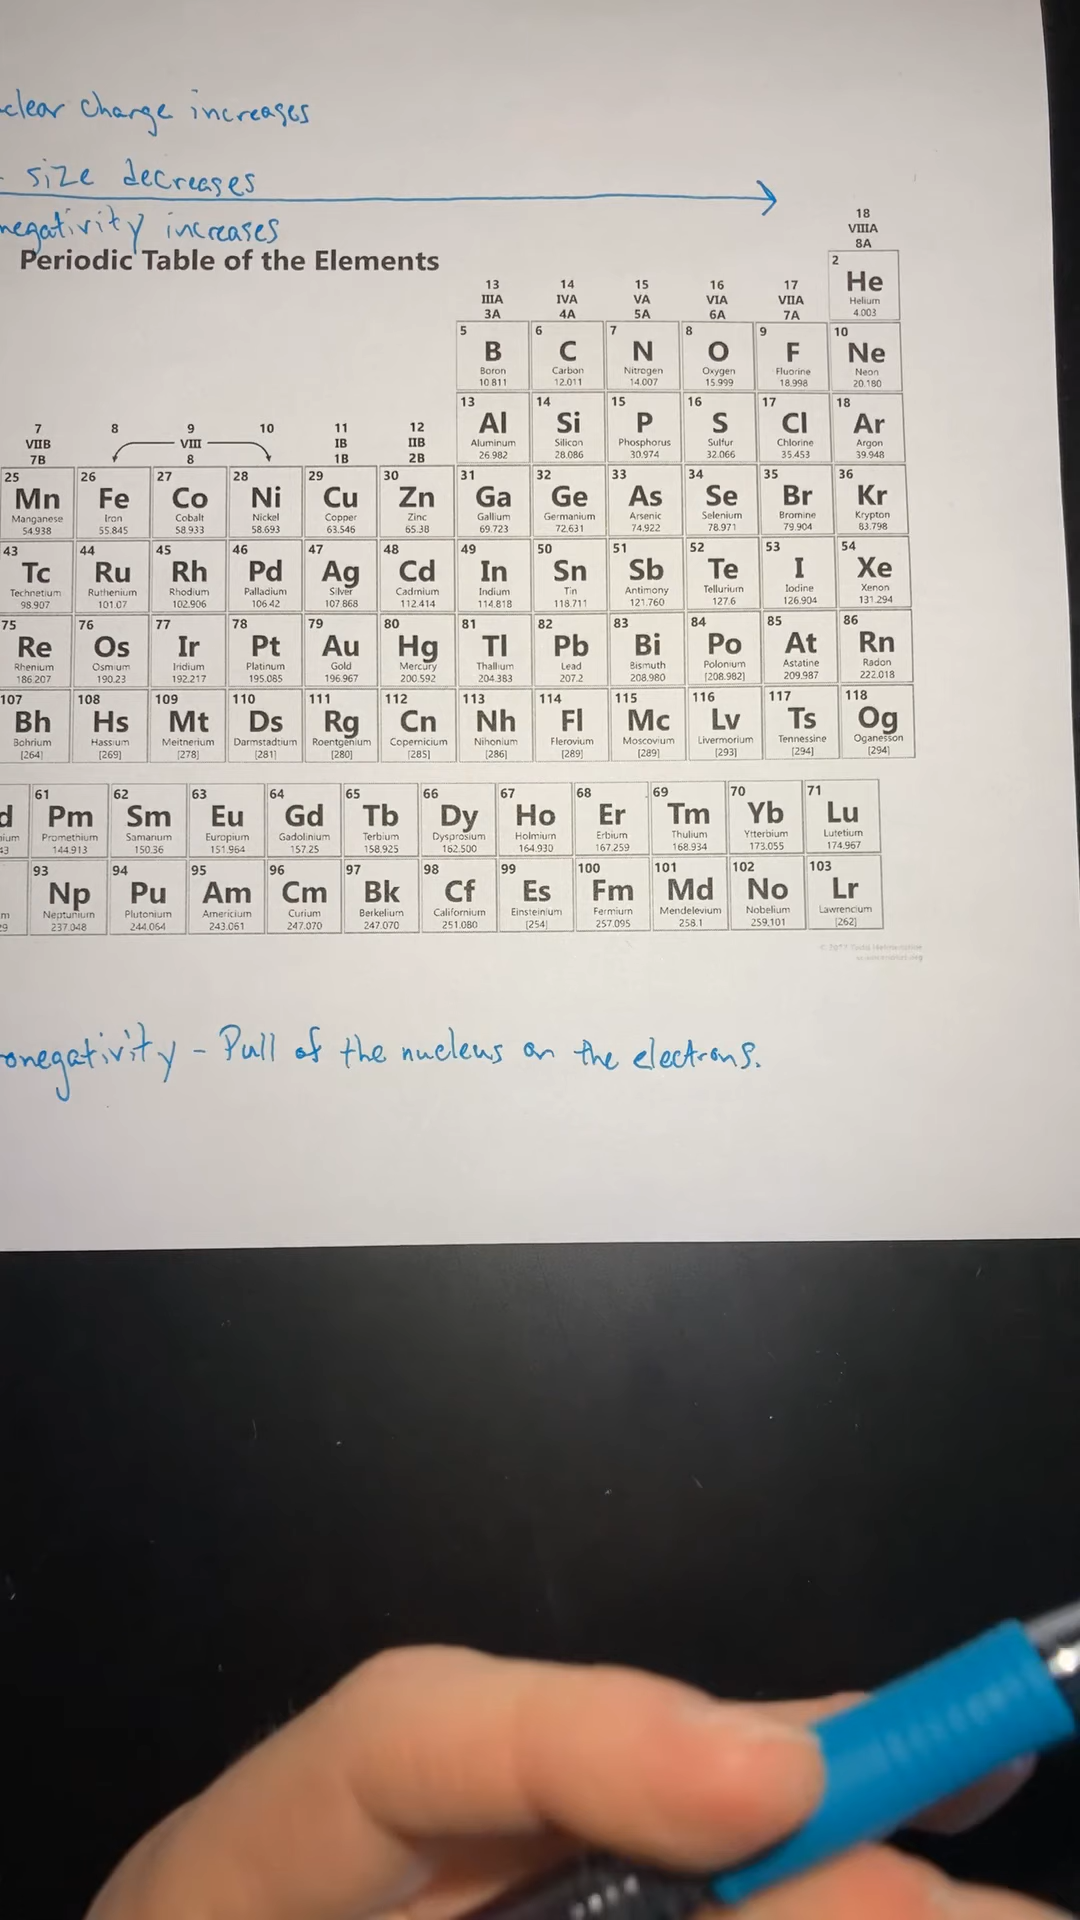 clear charge increases
size decreases
negativity increases
Periodic Table of the Elements
18
VIIIA
8A
13 14 15 16 17
IIIA IVA VA VIA VIIA
3A 4A 5A 6A 7A
2
He
Helium
4.003
5 6 7 8 9 10
B C N O F Ne
Boron Carbon Nitrogen Oxygen Fluorine Neon
10.811 12.011 14.007 15.999 18.998 20.180
7 8 9 10 11 12
VIIB VIII IB IIB
7B 8 1B 2B
13 14 15 16 17 18
Al Si P S Cl Ar
Aluminum Silicon Phosphorus Sulfur Chlorine Argon
26.982 28.086 30.974 32.066 35.453 39.948
25 26 27 28 29 30 31 32 33 34 35 36
Mn Fe Co Ni Cu Zn Ga Ge As Se Br Kr
Manganese Iron Cobalt Nickel Copper Zinc Gallium Germanium Arsenic Selenium Bromine Krypton
54.938 55.845 58.933 58.693 63.546 65.38 69.723 72.631 74.922 78.971 79.904 83.798
43 44 45 46 47 48 49 50 51 52 53 54
Tc Ru Rh Pd Ag Cd In Sn Sb Te I Xe
Technetium Ruthenium Rhodium Palladium Silver Cadmium Indium Tin Antimony Tellurium Iodine Xenon
98.907 101.07 102.906 106.42 107.868 112.414 114.818 118.711 121.760 127.6 126.904 131.294
75 76 77 78 79 80 81 82 83 84 85 86
Re Os Ir Pt Au Hg Tl Pb Bi Po At Rn
Rhenium Osmium Iridium Platinum Gold Mercury Thallium Lead Bismuth Polonium Astatine Radon
186.207 190.23 192.217 195.085 196.967 200.592 204.383 207.2 208.980 [208.982] 209.987 222.018
107 108 109 110 111 112 113 114 115 116 117 118
Bh Hs Mt Ds Rg Cn Nh Fl Mc Lv Ts Og
Bohrium Hassium Meitnerium Darmstadtium Roentgenium Copernicium Nihonium Flerovium Moscovium Livermorium Tennessine Oganesson
[264] [269] [278] [281] [280] [285] [286] [289] [289] [293] [294] [294]
61 62 63 64 65 66 67 68 69 70 71
d Pm Sm Eu Gd Tb Dy Ho Er Tm Yb Lu
ium Promethium Samarium Europium Gadolinium Terbium Dysprosium Holmium Erbium Thulium Ytterbium Lutetium
43 144.913 150.36 151.964 157.25 158.925 162.500 164.930 167.259 168.934 173.055 174.967
93 94 95 96 97 98 99 100 101 102 103
Np Pu Am Cm Bk Cf Es Fm Md No Lr
m Neptunium Plutonium Americium Curium Berkelium Californium Einsteinium Fermium Mendelevium Nobelium Lawrencium
29 237.048 244.064 243.061 247.070 247.070 251.080 [254] 257.095 258.1 259.101 [262]
onegativity - Pull of the nucleus on the electrons.